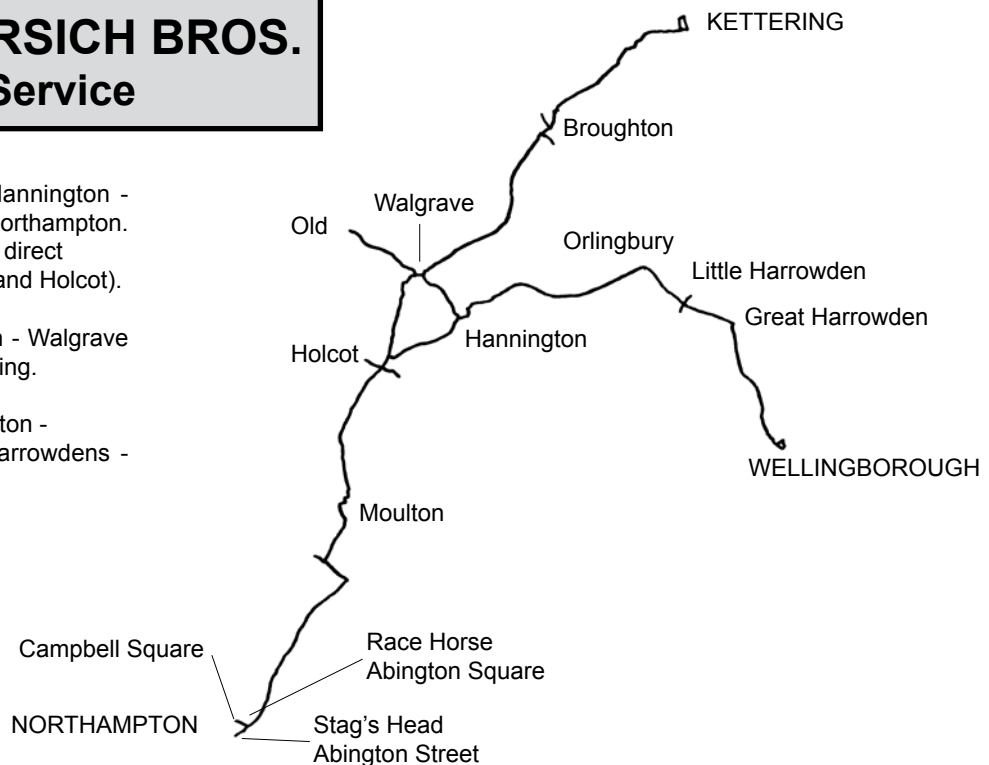 RSICH BROS.
Service
Hannington -
orthampton.
direct
and Holcot).
- Walgrave
ing.
ton -
arrowdens -
KETTERING
Broughton
Walgrave
Old
Orlingbury
Little Harrowden
Great Harrowden
Hannington
Holcot
WELLINGBOROUGH
Moulton
Campbell Square
Race Horse
Abington Square
NORTHAMPTON
Stag's Head
Abington Street